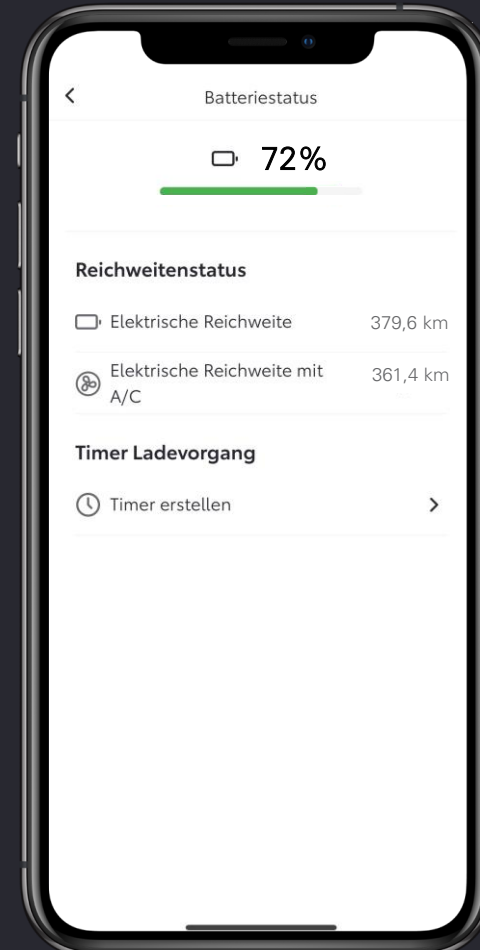 Batteriestatus
72%
Reichweitenstatus
Elektrische Reichweite 379,6 km
Elektrische Reichweite mit 361,4 km
A/C
Timer Ladevorgang
Timer erstellen